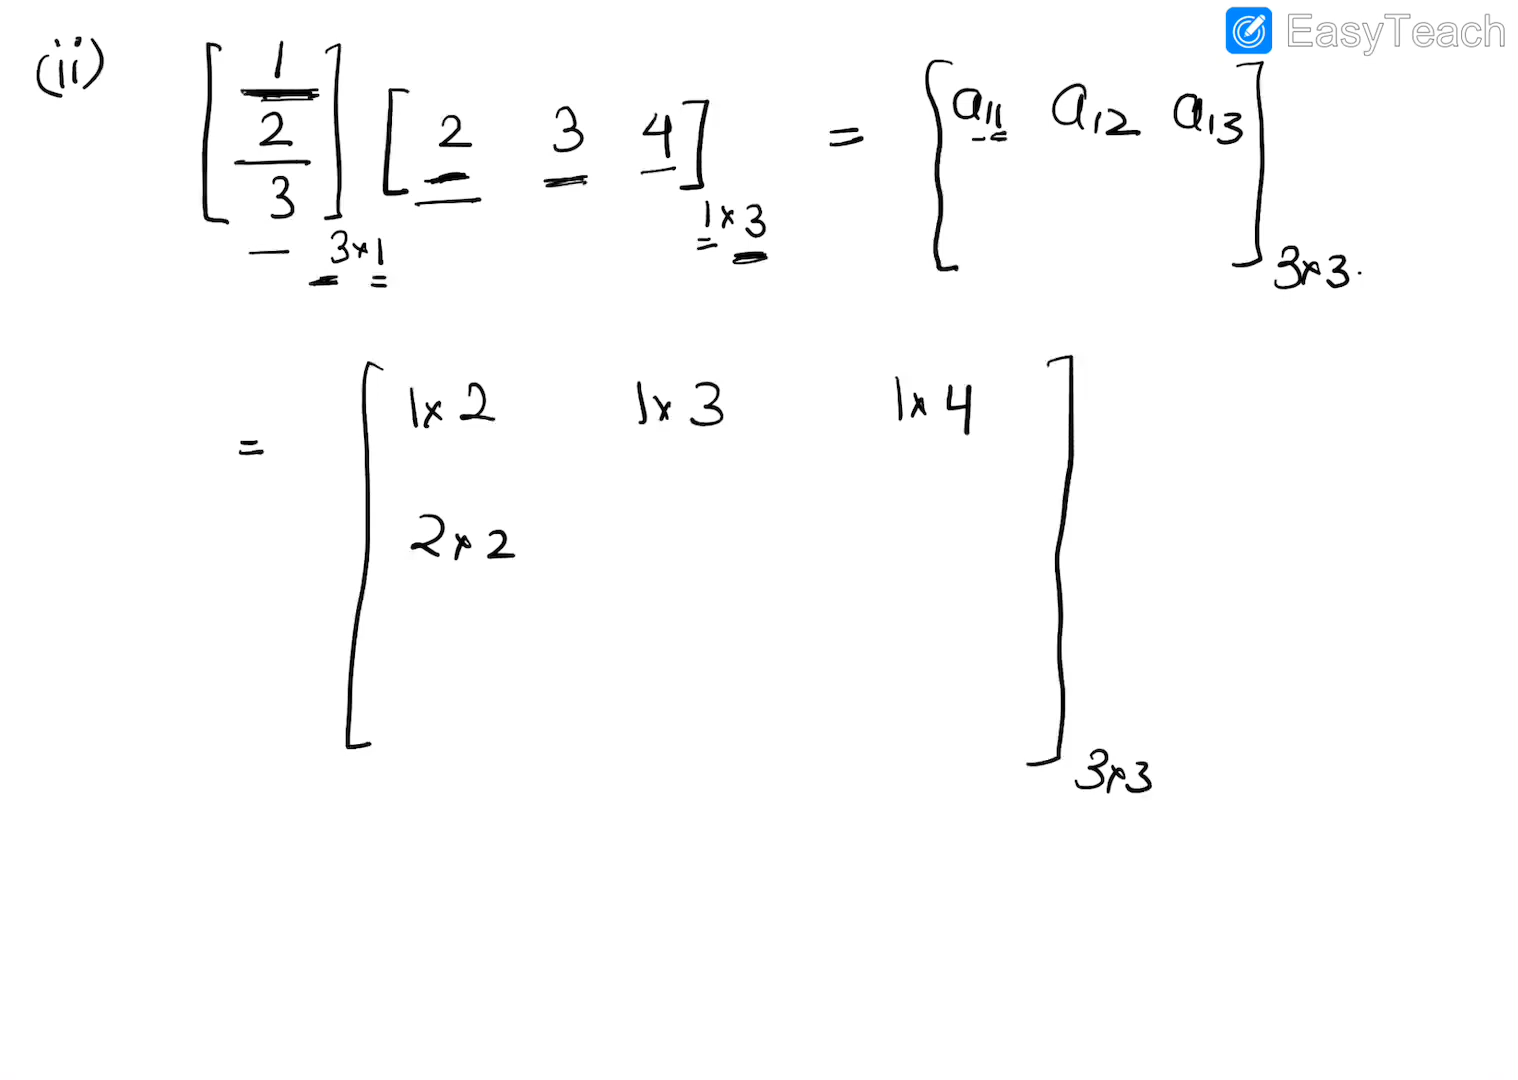 EasyTeach
(ii) [1 2 3] 3×1 [2 3 4] 1×3 = [a11 a12 a13] 3×3.
= [1×2 1×3 1×4
2×2
] 3×3